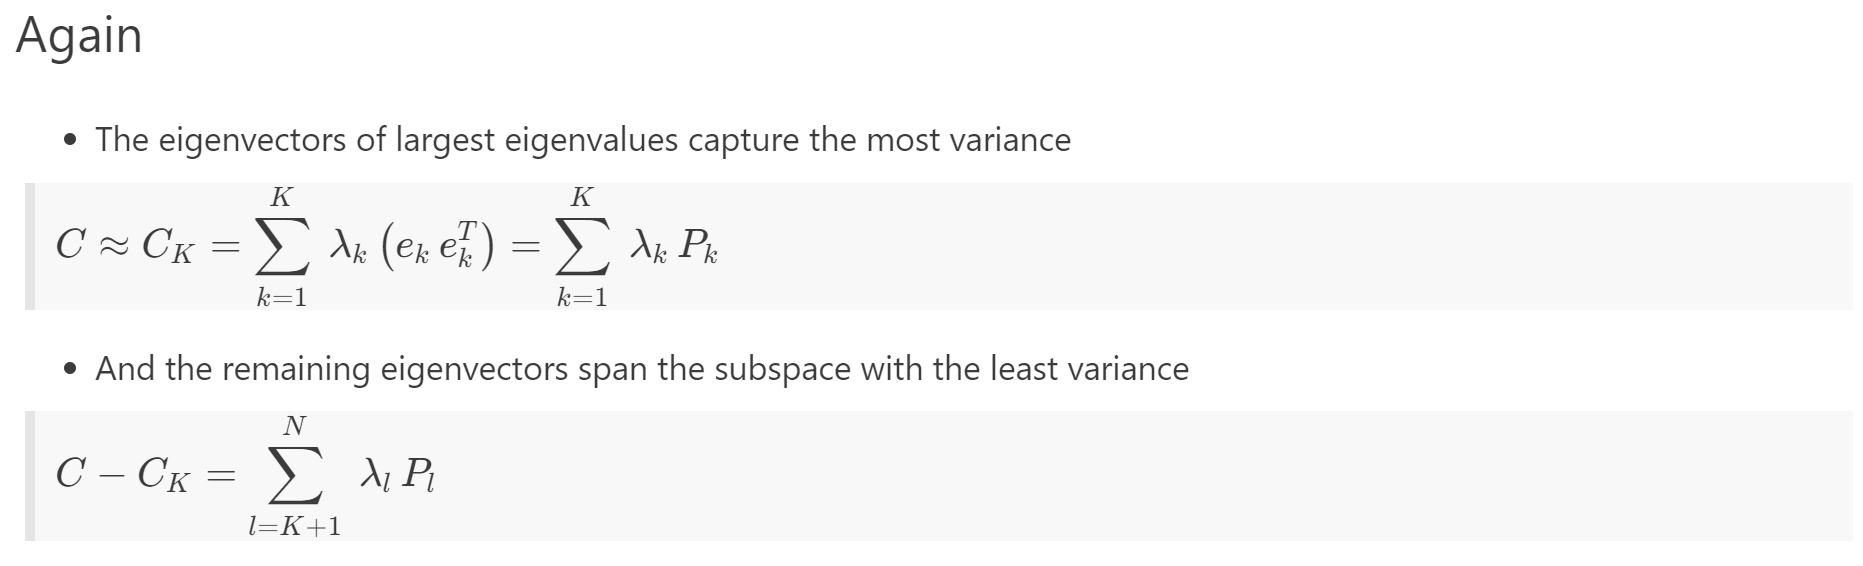 Again
• The eigenvectors of largest eigenvalues capture the most variance
$C \approx C_K = \sum_{k=1}^{K} \lambda_k \left( e_k \, e_k^T \right) = \sum_{k=1}^{K} \lambda_k \, P_k$
• And the remaining eigenvectors span the subspace with the least variance
$C - C_K = \sum_{l=K+1}^{N} \lambda_l \, P_l$